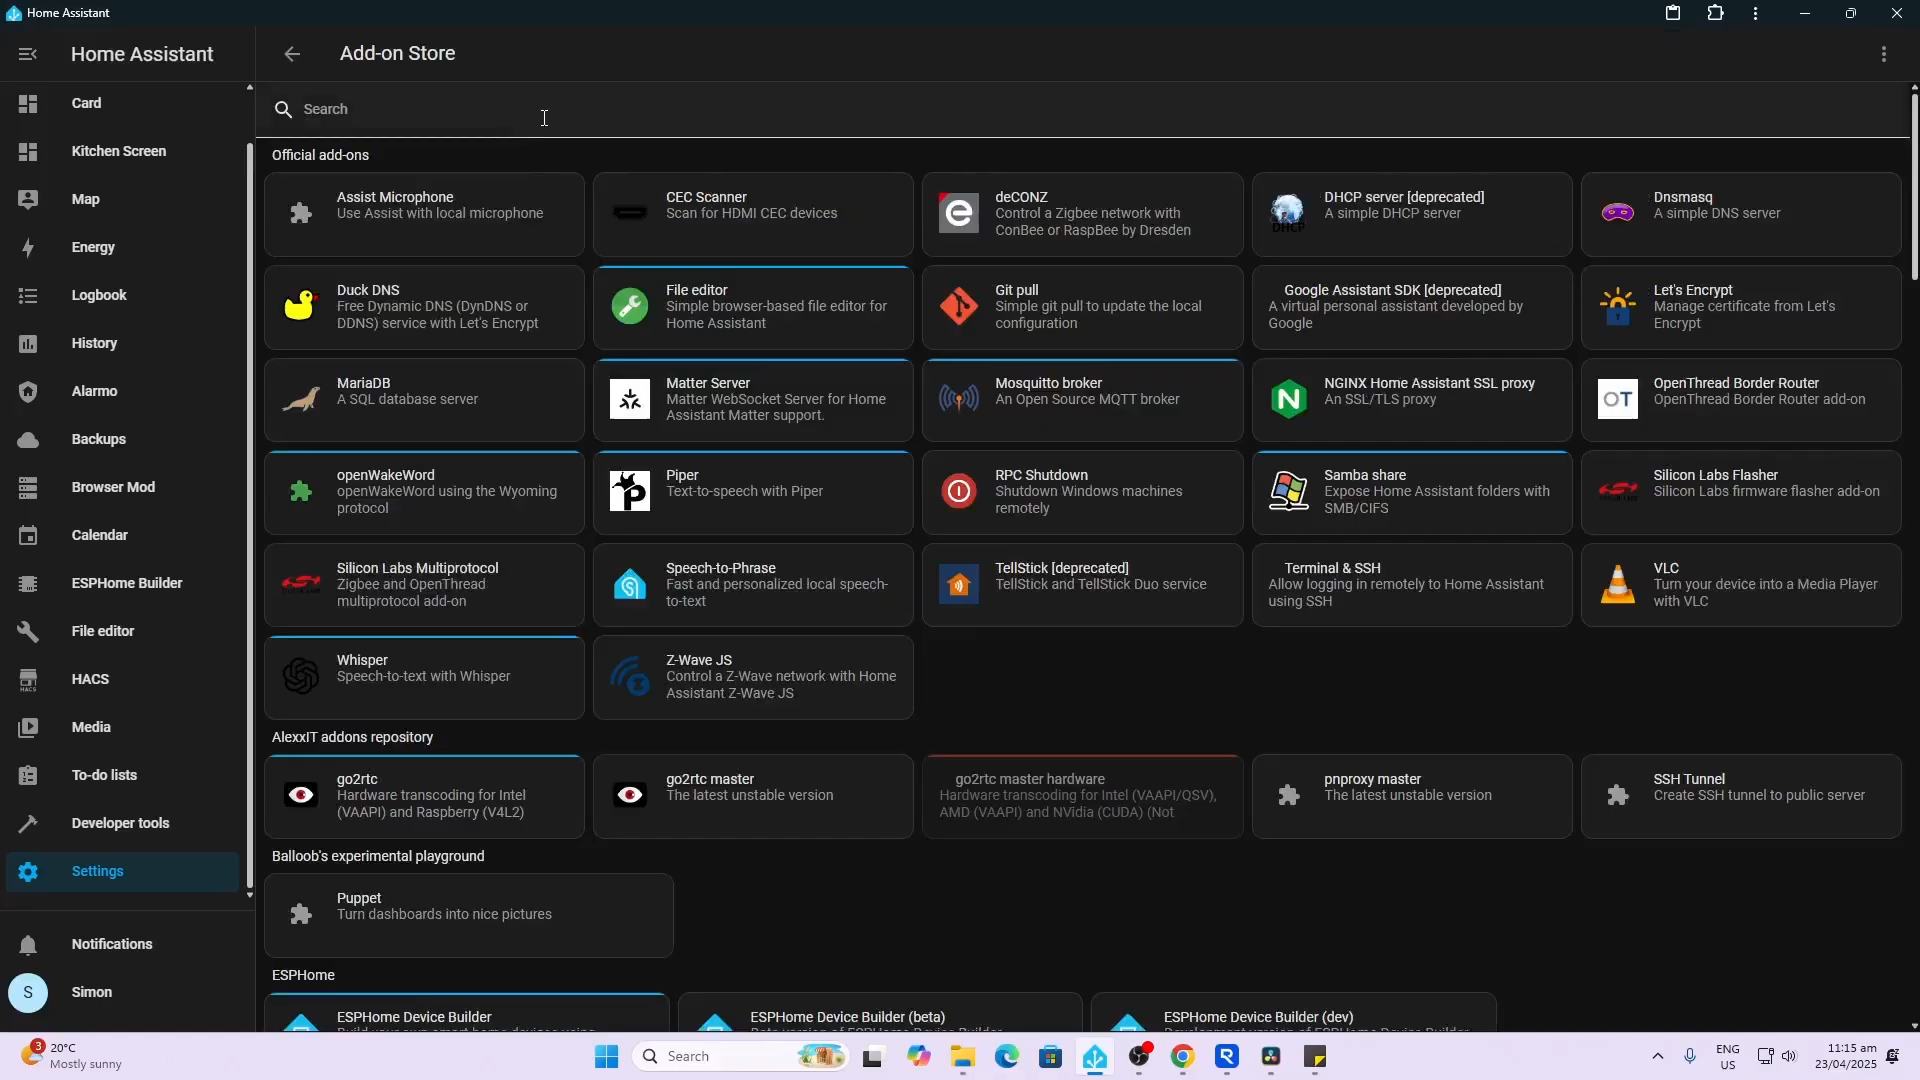 Home Assistant
Home Assistant
Add-on Store
Search
Card
Kitchen Screen
Map
Energy
Logbook
History
Alarmo
Backups
Browser Mod
Calendar
ESPHome Builder
File editor
HACS
HACS
Media
To-do lists
Developer tools
Settings
Notifications
S
Simon
Official add-ons
Assist Microphone
Use Assist with local microphone
CEC Scanner
Scan for HDMI CEC devices
deCONZ
Control a Zigbee network with
ConBee or RaspBee by Dresden
DHCP
DHCP server [deprecated]
A simple DHCP server
Dnsmasq
A simple DNS server
Duck DNS
Free Dynamic DNS (DynDNS or
DDNS) service with Let's Encrypt
File editor
Simple browser-based file editor for
Home Assistant
Git pull
Simple git pull to update the local
configuration
Google Assistant SDK [deprecated]
A virtual personal assistant developed by
Google
Let's Encrypt
Manage certificate from Let's
Encrypt
MariaDB
A SQL database server
Matter Server
Matter WebSocket Server for Home
Assistant Matter support.
Mosquitto broker
An Open Source MQTT broker
N
NGINX Home Assistant SSL proxy
An SSL/TLS proxy
OT
OpenThread Border Router
OpenThread Border Router add-on
openWakeWord
openWakeWord using the Wyoming
protocol
Piper
Text-to-speech with Piper
RPC Shutdown
Shutdown Windows machines
remotely
Samba share
Expose Home Assistant folders with
SMB/CIFS
Silicon Labs Flasher
Silicon Labs firmware flasher add-on
Silicon Labs Multiprotocol
Zigbee and OpenThread
multiprotocol add-on
Speech-to-Phrase
Fast and personalized local speech-
to-text
TellStick [deprecated]
TellStick and TellStick Duo service
Terminal & SSH
Allow logging in remotely to Home Assistant
using SSH
VLC
Turn your device into a Media Player
with VLC
Whisper
Speech-to-text with Whisper
Z-Wave JS
Control a Z-Wave network with Home
Assistant Z-Wave JS
AlexxIT addons repository
go2rtc
Hardware transcoding for Intel
(VAAPI) and Raspberry (V4L2)
go2rtc master
The latest unstable version
go2rtc master hardware
Hardware transcoding for Intel (VAAPI/QSV),
AMD (VAAPI) and NVidia (CUDA) (Not
pnproxy master
The latest unstable version
SSH Tunnel
Create SSH tunnel to public server
Balloob's experimental playground
Puppet
Turn dashboards into nice pictures
ESPHome
ESPHome Device Builder
ESPHome Device Builder (beta)
ESPHome Device Builder (dev)
3
20°C
Mostly sunny
Search
R
ENG
US
11:15 am
23/04/2025